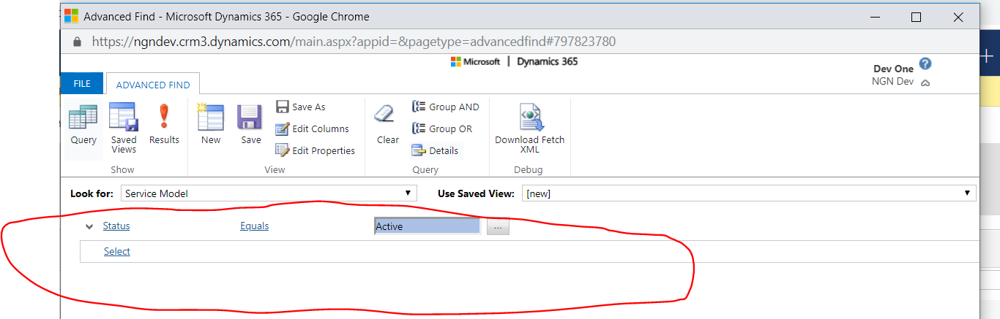 Advanced Find - Microsoft Dynamics 365 - Google Chrome
https://ngndev.crm3.dynamics.com/main.aspx?appid=&pagetype=advancedfind#797823780
Microsoft | Dynamics 365
Dev One
NGN Dev
FILE
ADVANCED FIND
Query
Saved Views
Results
Show
New
Save
Save As
Edit Columns
Edit Properties
View
Clear
Group AND
Group OR
Details
Query
Download Fetch XML
Debug
Look for:
Service Model
Use Saved View:
[new]
Status
Equals
Active
...
Select